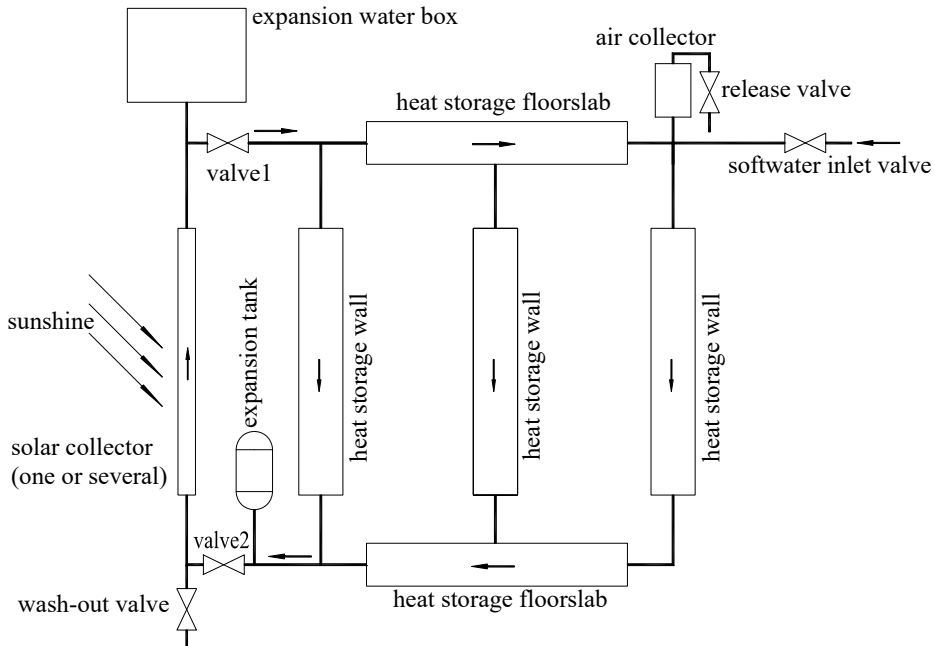 expansion water box
air collector
release valve
heat storage floorslab
valve1
softwater inlet valve
sunshine
expansion tank
heat storage wall
heat storage wall
heat storage wall
solar collector
(one or several)
valve2
wash-out valve
heat storage floorslab